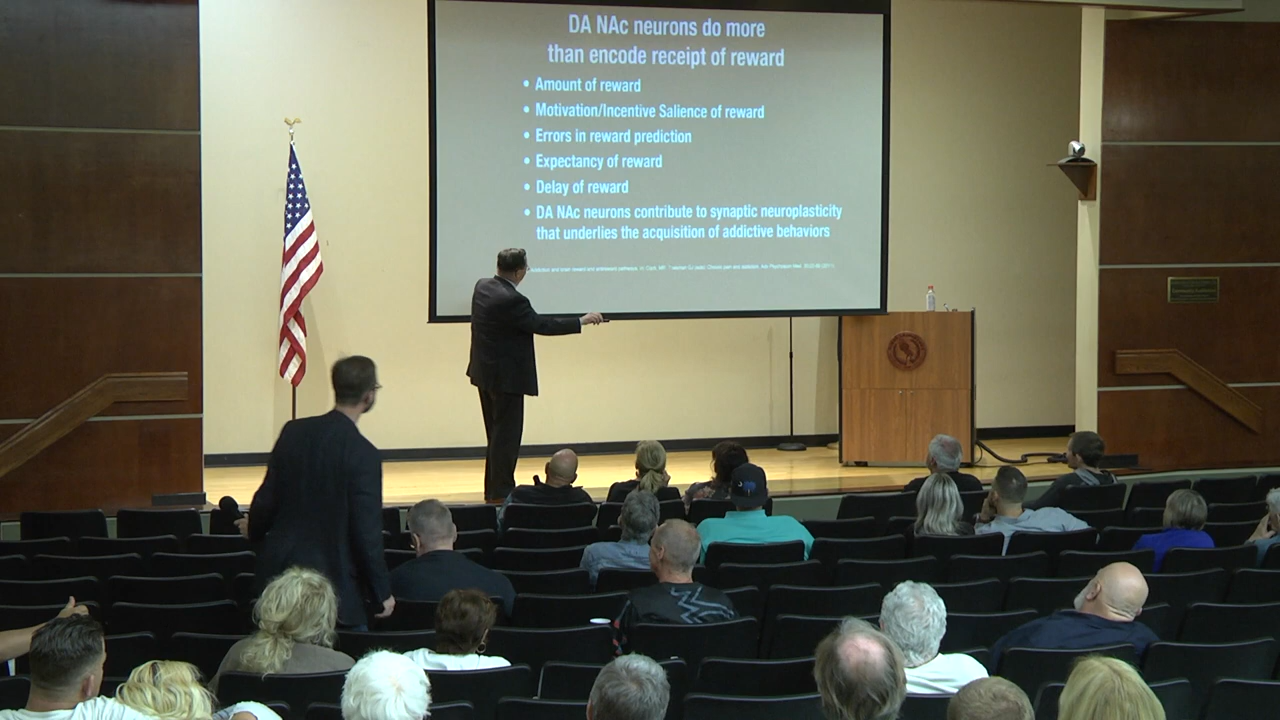 DA NAc neurons do more
than encode receipt of reward
• Amount of reward
• Motivation/Incentive Salience of reward
• Errors in reward prediction
• Expectancy of reward
• Delay of reward
• DA NAc neurons contribute to synaptic neuroplasticity
that underlies the acquisition of addictive behaviors